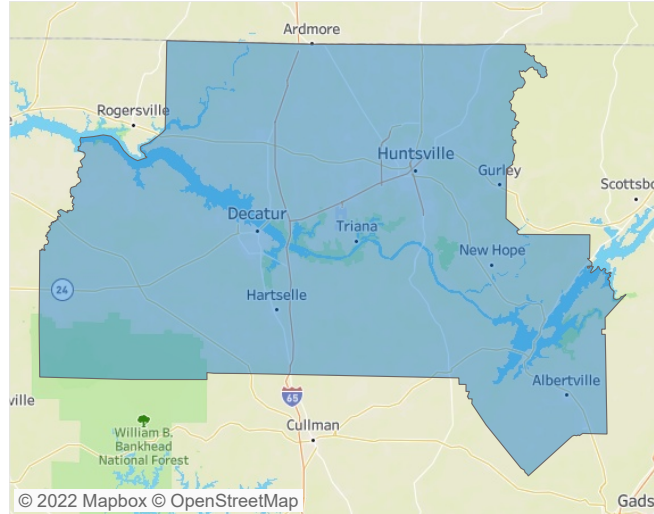 Ardmore
Rogersville
Huntsville
Gurley
Scottsbo
Decatur
Triana
New Hope
24
Hartselle
65
Albertville
ville
William B.
Bankhead
National Forest
Cullman
© 2022 Mapbox © OpenStreetMap
Gads